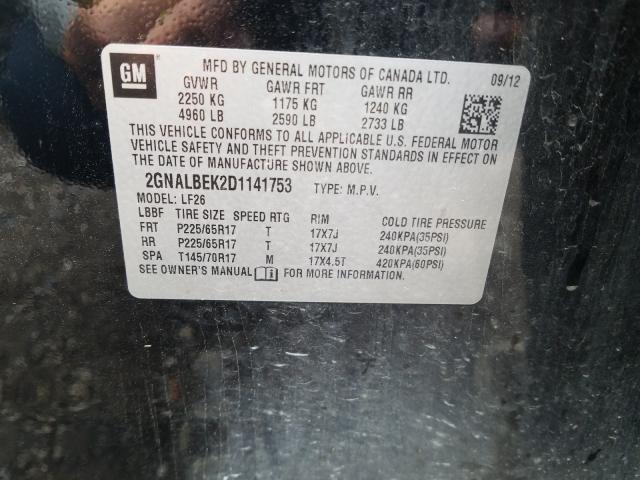 GM
MFD BY GENERAL MOTORS OF CANADA LTD. 09/12
GVWR GAWR FRT GAWR RR
2250 KG 1175 KG 1240 KG
4960 LB 2590 LB 2733 LB
THIS VEHICLE CONFORMS TO ALL APPLICABLE U.S. FEDERAL MOTOR
VEHICLE SAFETY AND THEFT PREVENTION STANDARDS IN EFFECT ON
THE DATE OF MANUFACTURE SHOWN ABOVE.
2GNALBEK2D1141753 TYPE: M.P.V.
MODEL: LF26
LBBF TIRE SIZE SPEED RTG RIM COLD TIRE PRESSURE
FRT P225/65R17 T 17X7J 240KPA(35PSI)
RR P225/65R17 T 17X7J 240KPA(35PSI)
SPA T145/70R17 M 17X4.5T 420KPA(60PSI)
SEE OWNER'S MANUAL FOR MORE INFORMATION